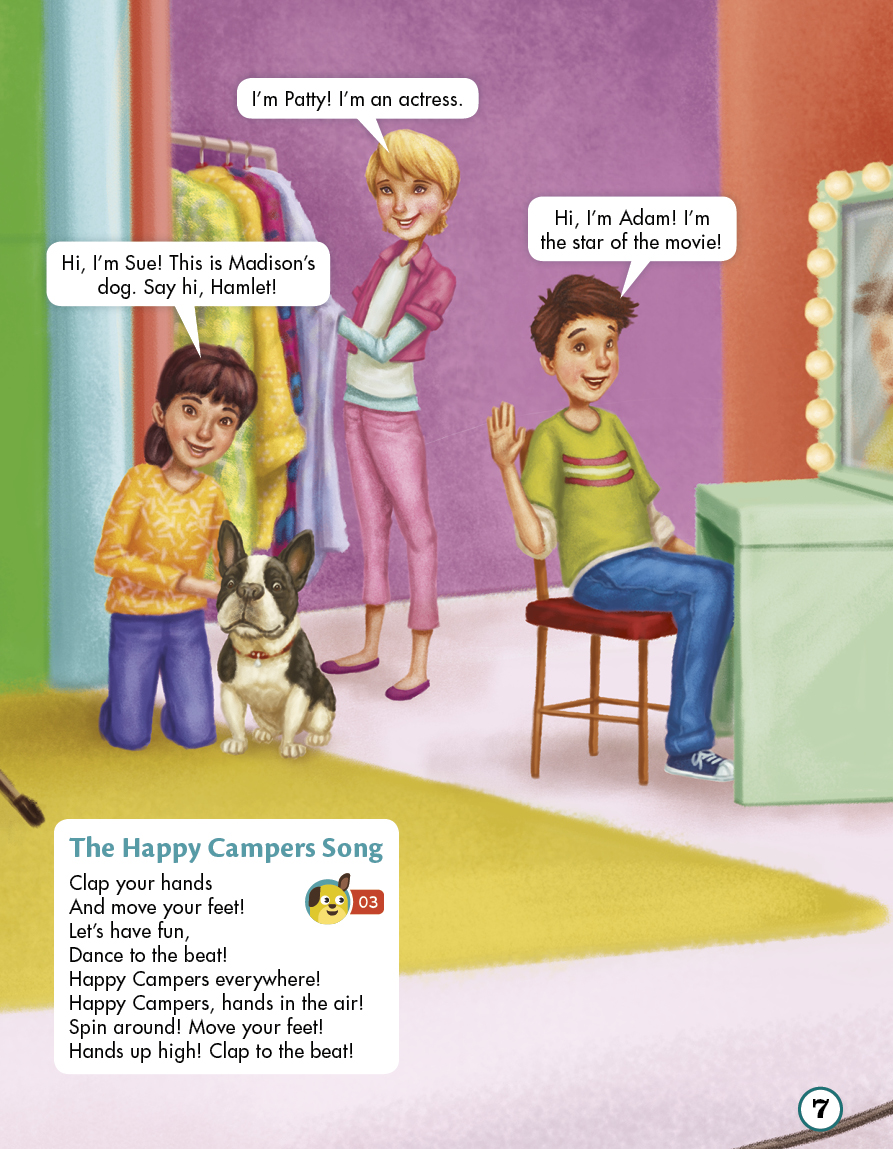 I'm Patty! I'm an actress.
Hi, I'm Adam! I'm
the star of the movie!
Hi, I'm Sue! This is Madison's
dog. Say hi, Hamlet!
The Happy Campers Song
03
Clap your hands
And move your feet!
Let's have fun,
Dance to the beat!
Happy Campers everywhere!
Happy Campers, hands in the air!
Spin around! Move your feet!
Hands up high! Clap to the beat!
7